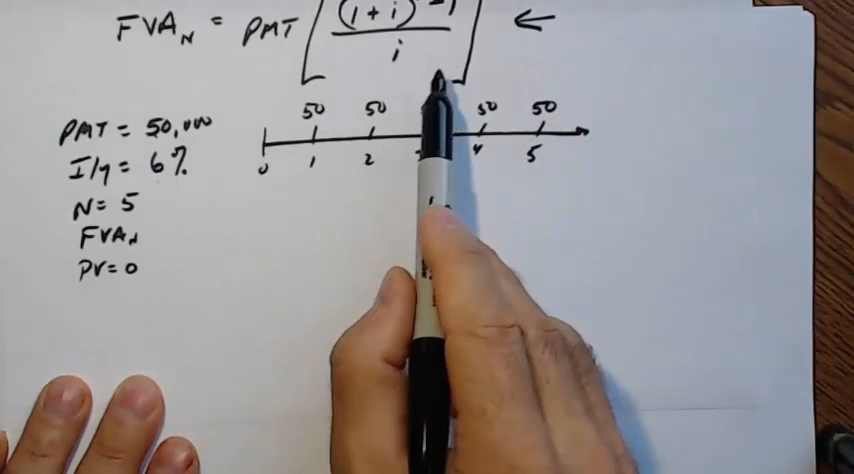 FVA_N = PMT [ (1 + i) - 1 / i ] ←
50 50 50 50
PMT = 50,000
0 1 2 4 5
I/Y = 6%
N = 5
FVA_N
PV = 0